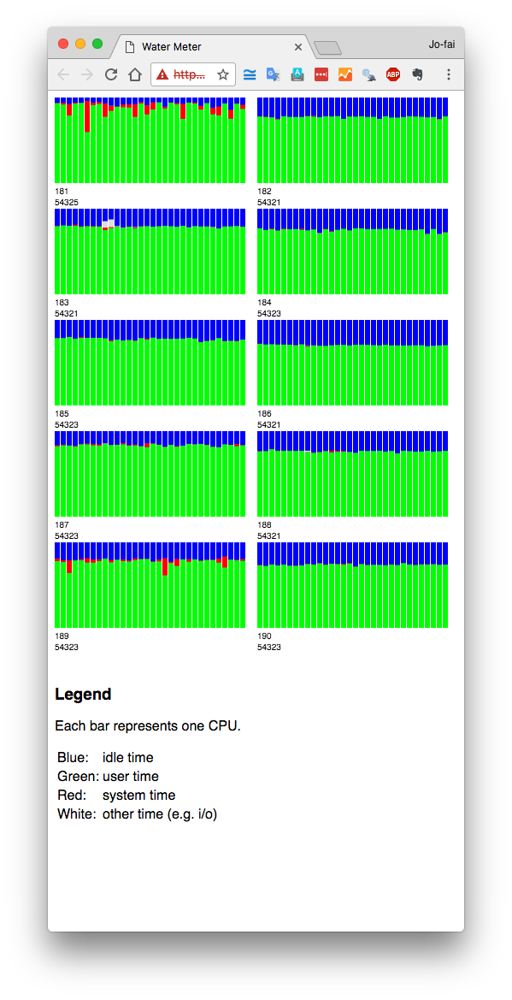 Water Meter
Jo-fai
http...
ABP
181
54325
182
54321
183
54321
184
54323
185
54323
186
54321
187
54323
188
54321
189
54323
190
54323
Legend
Each bar represents one CPU.
Blue: idle time
Green: user time
Red: system time
White: other time (e.g. i/o)